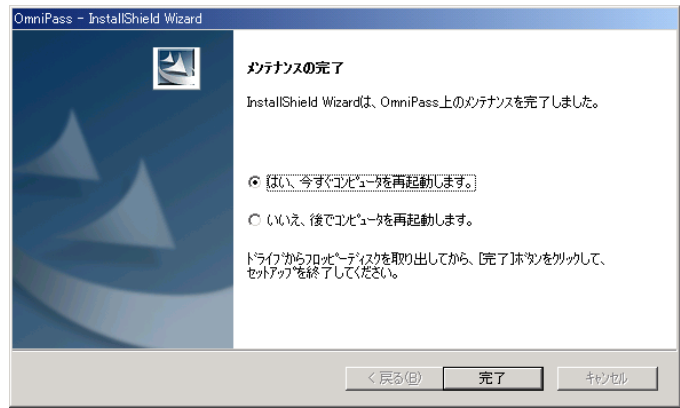 OmniPass - InstallShield Wizard
ﾒﾝﾃﾅﾝｽの完了
InstallShield Wizardは、OmniPass上のﾒﾝﾃﾅﾝｽを完了しました。
はい、今すぐｺﾝﾋﾟｭｰﾀを再起動します。
いいえ、後でｺﾝﾋﾟｭｰﾀを再起動します。
ﾄﾞﾗｲﾌﾞからﾌﾛｯﾋﾟｰﾃﾞｨｽｸを取り出してから、[完了]ﾎﾞﾀﾝをｸﾘｯｸして、
ｾｯﾄｱｯﾌﾟを終了してください。
< 戻る(B)
完了
ｷｬﾝｾﾙ